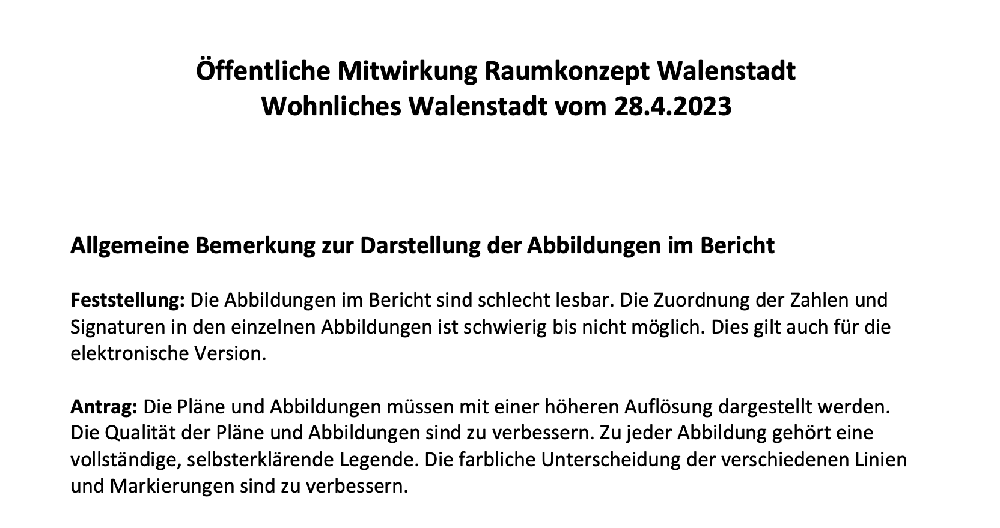 Öffentliche Mitwirkung Raumkonzept Walenstadt
Wohnliches Walenstadt vom 28.4.2023
Allgemeine Bemerkung zur Darstellung der Abbildungen im Bericht
Feststellung: Die Abbildungen im Bericht sind schlecht lesbar. Die Zuordnung der Zahlen und
Signaturen in den einzelnen Abbildungen ist schwierig bis nicht möglich. Dies gilt auch für die
elektronische Version.
Antrag: Die Pläne und Abbildungen müssen mit einer höheren Auflösung dargestellt werden.
Die Qualität der Pläne und Abbildungen sind zu verbessern. Zu jeder Abbildung gehört eine
vollständige, selbsterklärende Legende. Die farbliche Unterscheidung der verschiedenen Linien
und Markierungen sind zu verbessern.